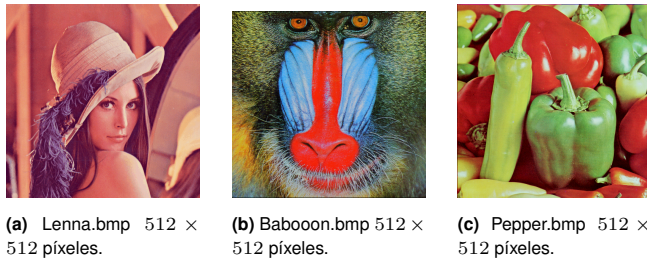 (a) Lenna.bmp 512 ×
512 píxeles.
(b) Babooon.bmp 512 ×
512 píxeles.
(c) Pepper.bmp 512 ×
512 píxeles.